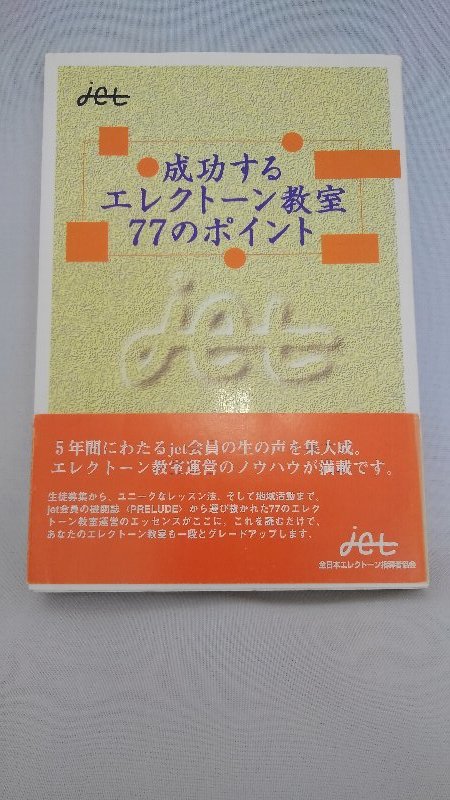 jet
成功する
エレクトーン教室
77のポイント
jet
5年間にわたるjet会員の生の声を集大成。
エレクトーン教室運営のノウハウが満載です。
生徒募集から、ユニークなレッスン法、そして地域活動まで、
jet会員の機関誌〈PRELUDE〉から選び抜かれた77のエレク
トーン教室運営のエッセンスがここに。これを読むだけで、
あなたのエレクトーン教室も一段とグレードアップします。
jet
全日本エレクトーン指導者協会